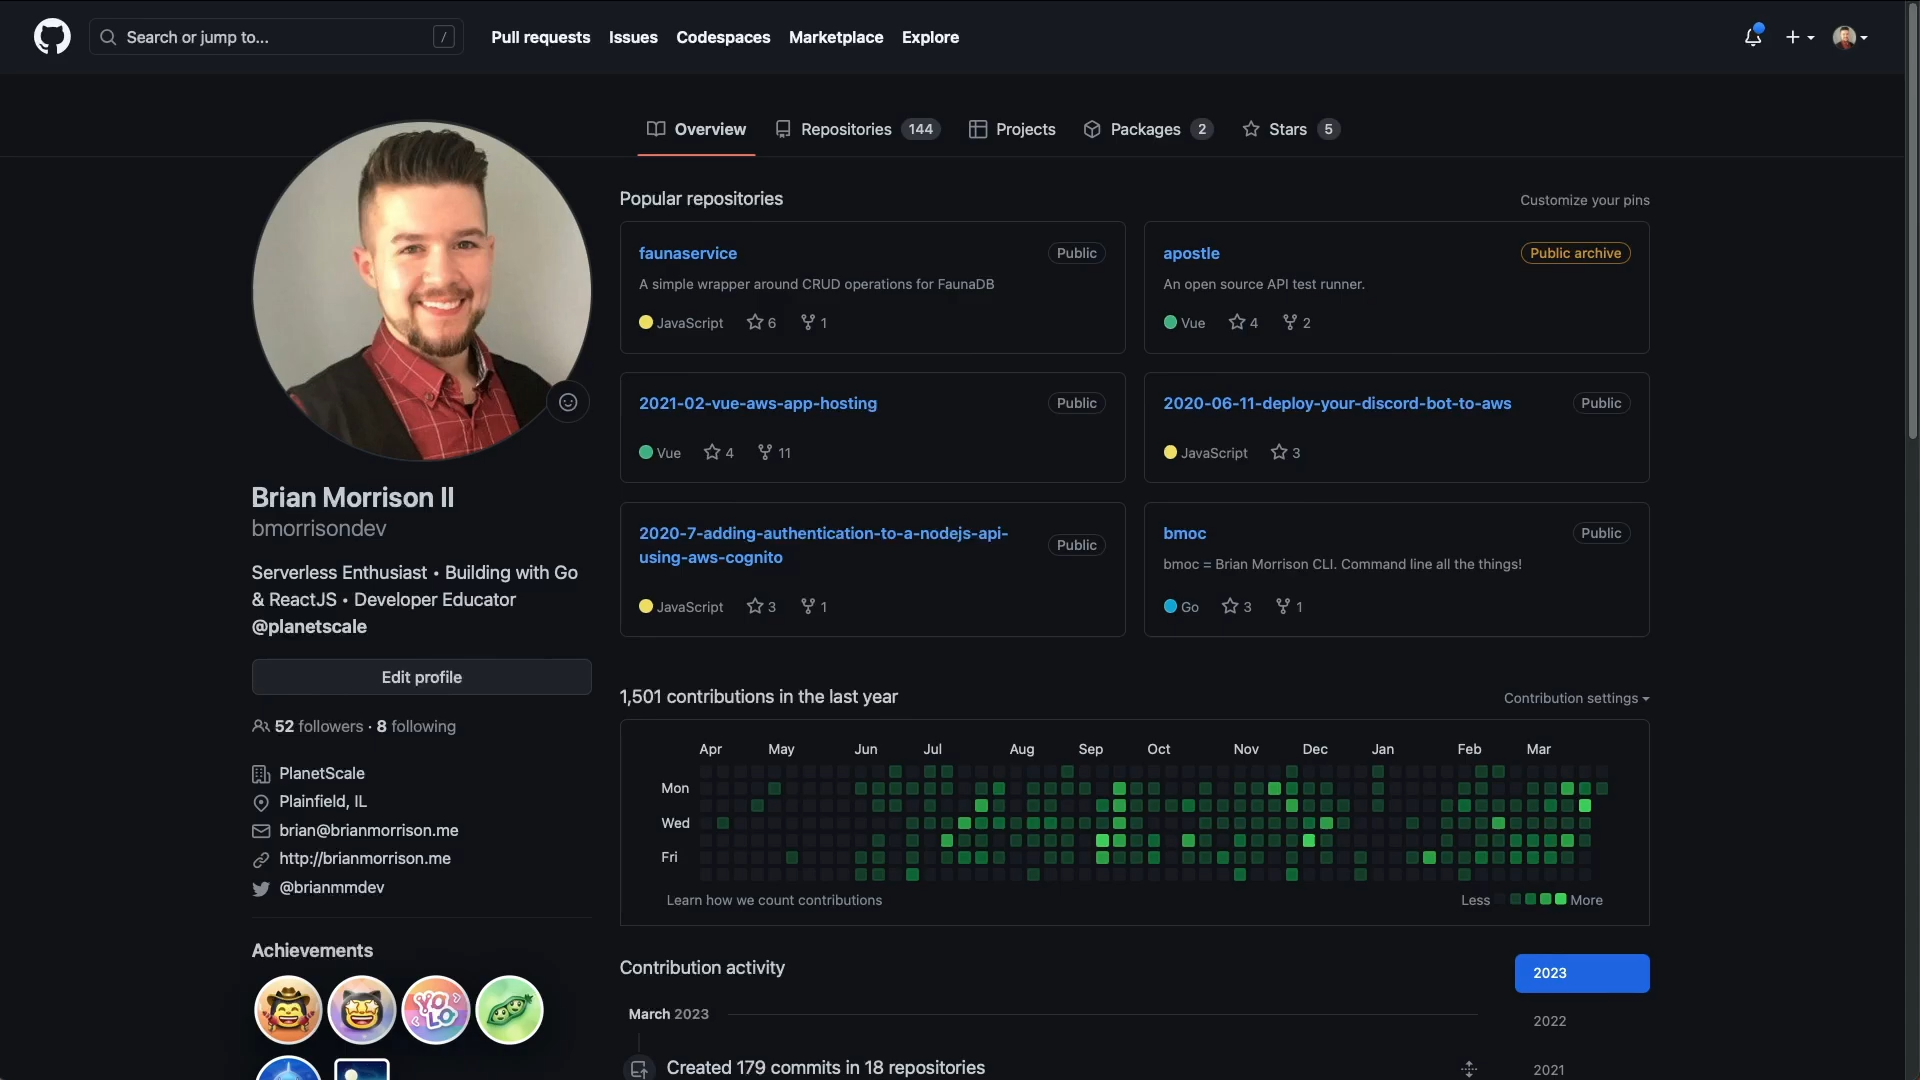 Search or jump to... /
Pull requests Issues Codespaces Marketplace Explore
Overview Repositories 144 Projects Packages 2 Stars 5
Brian Morrison II
bmorrisondev
Serverless Enthusiast • Building with Go
& ReactJS • Developer Educator
@planetscale
Edit profile
52 followers · 8 following
PlanetScale
Plainfield, IL
brian@brianmorrison.me
http://brianmorrison.me
@brianmmdev
Achievements
YOLO
Popular repositories
Customize your pins
faunaservice Public
A simple wrapper around CRUD operations for FaunaDB
JavaScript 6 1
apostle Public archive
An open source API test runner.
Vue 4 2
2021-02-vue-aws-app-hosting Public
Vue 4 11
2020-06-11-deploy-your-discord-bot-to-aws Public
JavaScript 3
2020-7-adding-authentication-to-a-nodejs-api-
using-aws-cognito
Public
JavaScript 3 1
bmoc Public
bmoc = Brian Morrison CLI. Command line all the things!
Go 3 1
1,501 contributions in the last year
Contribution settings
Apr May Jun Jul Aug Sep Oct Nov Dec Jan Feb Mar
Mon
Wed
Fri
Learn how we count contributions
Less More
Contribution activity
2023
2022
2021
March 2023
Created 179 commits in 18 repositories